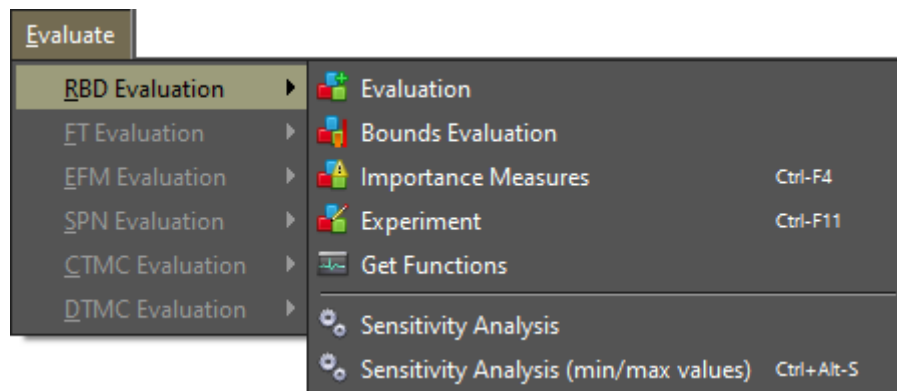 Evaluate
RBD Evaluation
FT Evaluation
EFM Evaluation
SPN Evaluation
CTMC Evaluation
DTMC Evaluation
Evaluation
Bounds Evaluation
Importance Measures Ctrl-F4
Experiment Ctrl-F11
Get Functions
Sensitivity Analysis
Sensitivity Analysis (min/max values) Ctrl+Alt-S